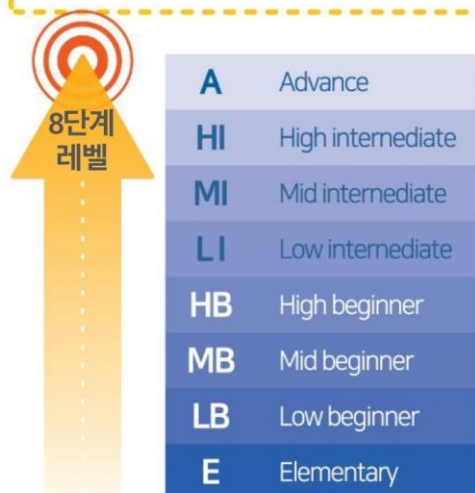 8단계
레벨
A Advance
HI High internediate
MI Mid internediate
LI Low internediate
HB High beginner
MB Mid beginner
LB Low beginner
E Elementary